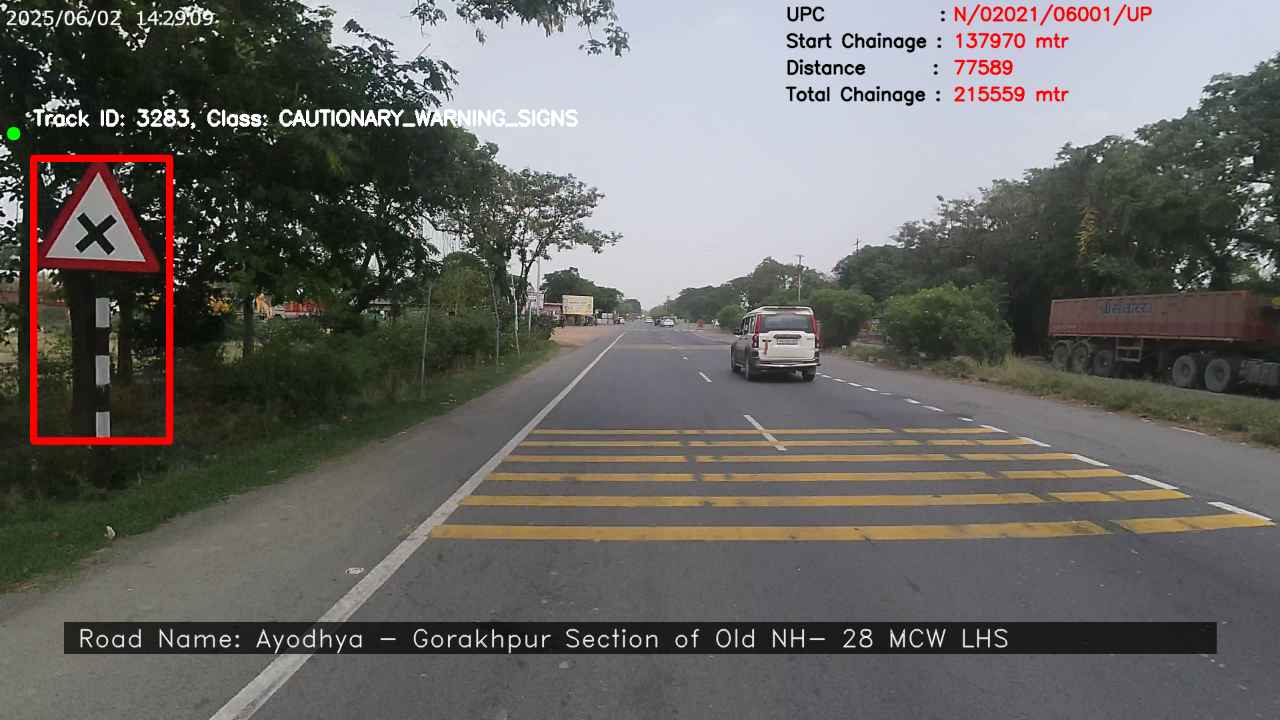 2025/06/02 14:29:09
UPC : N/02021/06001/UP
Start Chainage : 137970 mtr
Distance : 77589
Total Chainage : 215559 mtr
Track ID: 3283, Class: CAUTIONARY_WARNING_SIGNS
Road Name: Ayodhya - Gorakhpur Section of Old NH- 28 MCW LHS